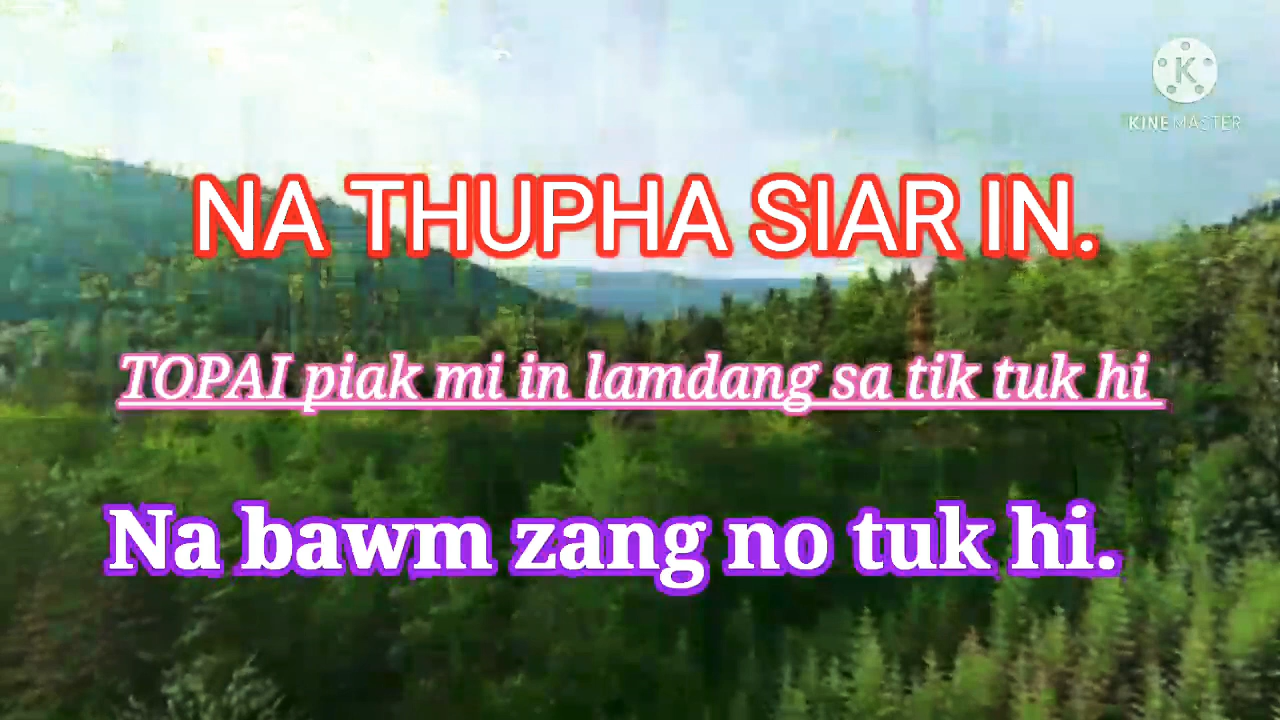 KINEMASTER
NA THUPHA SIAR IN.
TOPAI piak mi in lamdang sa tik tuk hi
Na bawm zang no tuk hi.